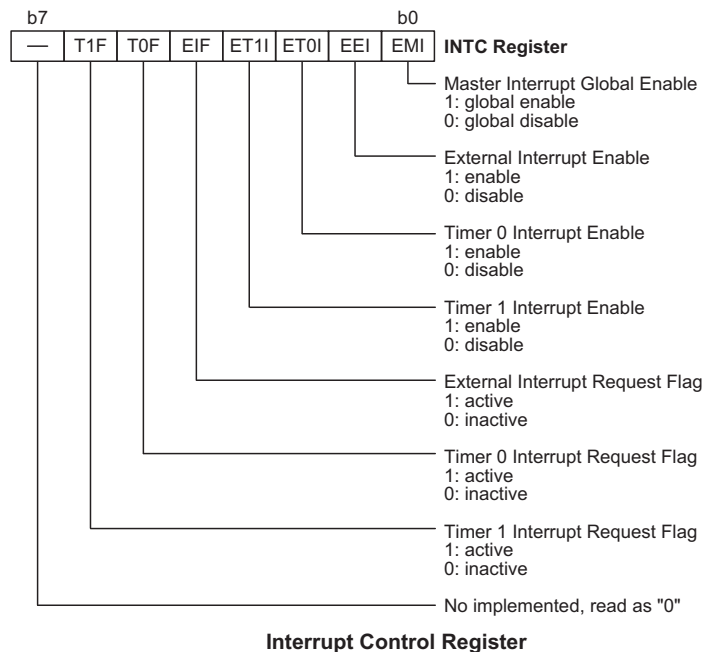 b7 b0
— T1F T0F EIF ET1I ET0I EEI EMI INTC Register
Master Interrupt Global Enable
1: global enable
0: global disable
External Interrupt Enable
1: enable
0: disable
Timer 0 Interrupt Enable
1: enable
0: disable
Timer 1 Interrupt Enable
1: enable
0: disable
External Interrupt Request Flag
1: active
0: inactive
Timer 0 Interrupt Request Flag
1: active
0: inactive
Timer 1 Interrupt Request Flag
1: active
0: inactive
No implemented, read as "0"
Interrupt Control Register